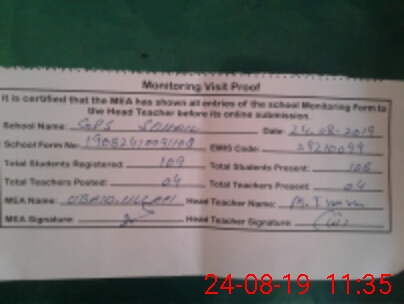 Monitoring Visit Proof
It is certified that the MEA has shown all entries of the school Monitoring Form to
the Head Teacher before its online submission.
School Name: GPS Date: 24.08.2019
School Form No: EMIS Code:
Total Students Registered: 109 Total Students Present: 108
Total Teachers Posted: 04 Total Teachers Present: 04
MEA Name: UBAID ULLAH Head Teacher Name:
MEA Signature: Head Teacher Signature:
24-08-19 11:35